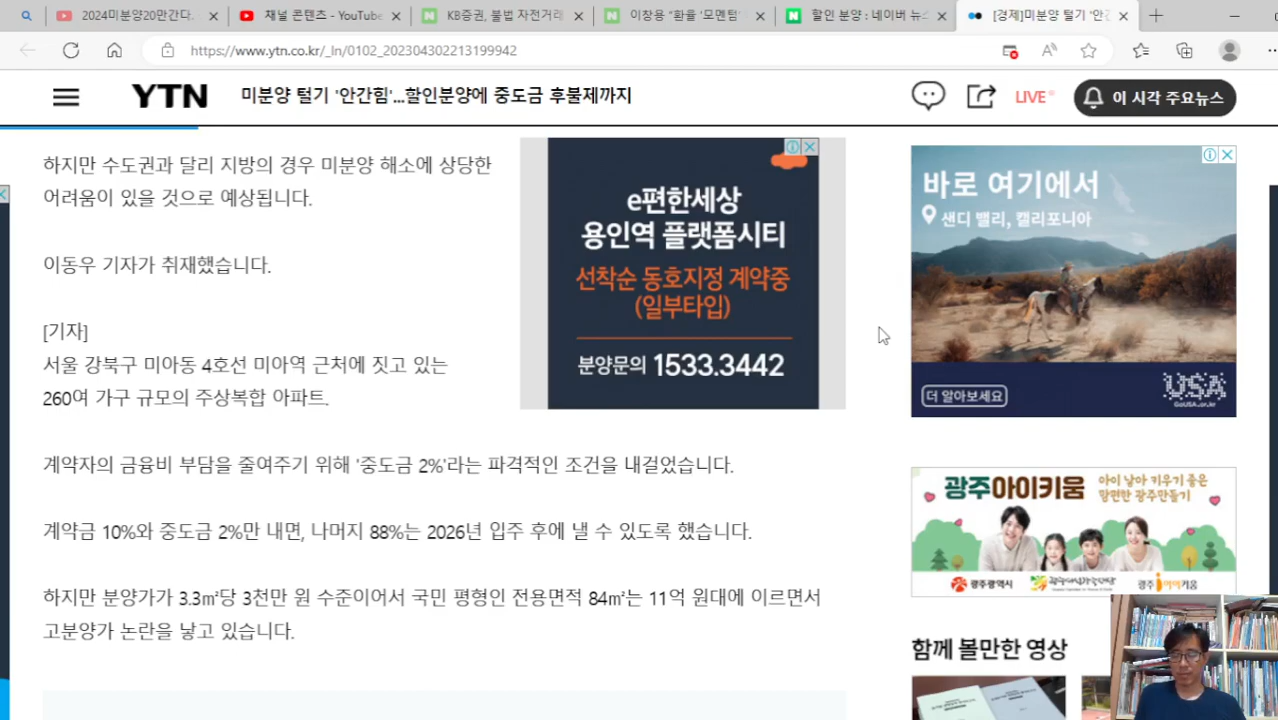 2024미분양20만간다.
채널 콘텐츠 - YouTube
KB증권, 불법 자전거래
이창용 "환율 '모멘텀'
할인 분양 : 네이버 뉴스
[경제]미분양 털기 '안간
https://www.ytn.co.kr/_ln/0102_202304302213199942
YTN
미분양 털기 '안간힘'...할인분양에 중도금 후불제까지
LIVE
이 시각 주요뉴스
하지만 수도권과 달리 지방의 경우 미분양 해소에 상당한
어려움이 있을 것으로 예상됩니다.
이동우 기자가 취재했습니다.
[기자]
서울 강북구 미아동 4호선 미아역 근처에 짓고 있는
260여 가구 규모의 주상복합 아파트.
계약자의 금융비 부담을 줄여주기 위해 '중도금 2%'라는 파격적인 조건을 내걸었습니다.
계약금 10%와 중도금 2%만 내면, 나머지 88%는 2026년 입주 후에 낼 수 있도록 했습니다.
하지만 분양가가 3.3㎡당 3천만 원 수준이어서 국민 평형인 전용면적 84㎡는 11억 원대에 이르면서
고분양가 논란을 낳고 있습니다.
e편한세상
용인역 플랫폼시티
선착순 동호지정 계약중
(일부타입)
분양문의 1533.3442
바로 여기에서
샌디 밸리, 캘리포니아
더 알아보세요
USA
GoUSA.or.kr
광주아이키움
아이 낳아 키우기 좋은
맘편한 광주만들기
광주광역시
광주 아이키움
함께 볼만한 영상